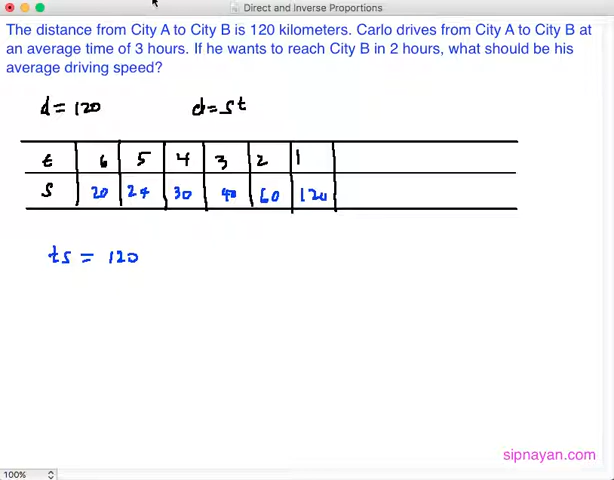 Direct and Inverse Proportions
The distance from City A to City B is 120 kilometers. Carlo drives from City A to City B at
an average time of 3 hours. If he wants to reach City B in 2 hours, what should be his
average driving speed?
d = 120 d = st
t 6 5 4 3 2 1
S 20 24 30 40 60 120
ts = 120
sipnayan.com
100%